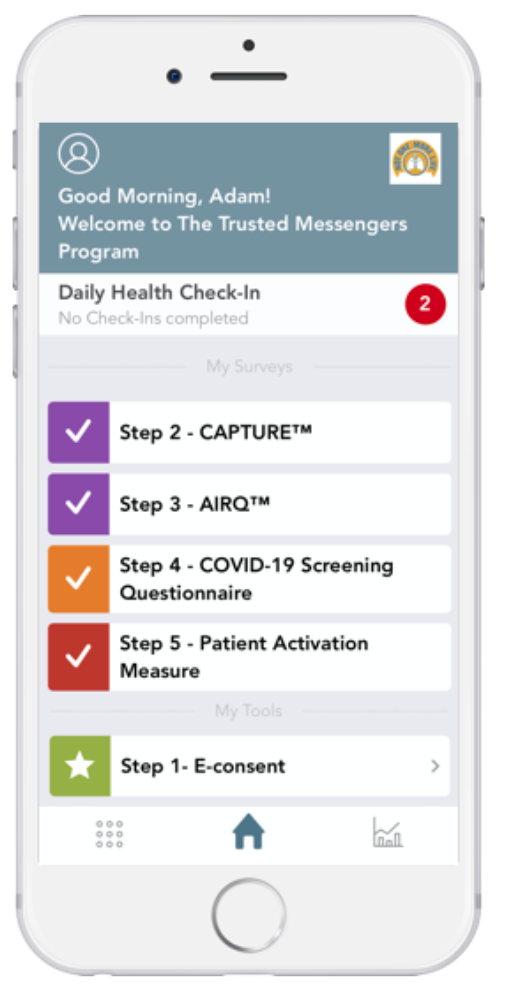 Good Morning, Adam!
Welcome to The Trusted Messengers
Program
Daily Health Check-In
No Check-Ins completed
2
My Surveys
Step 2 - CAPTURE™
Step 3 - AIRQ™
Step 4 - COVID-19 Screening
Questionnaire
Step 5 - Patient Activation
Measure
My Tools
Step 1- E-consent